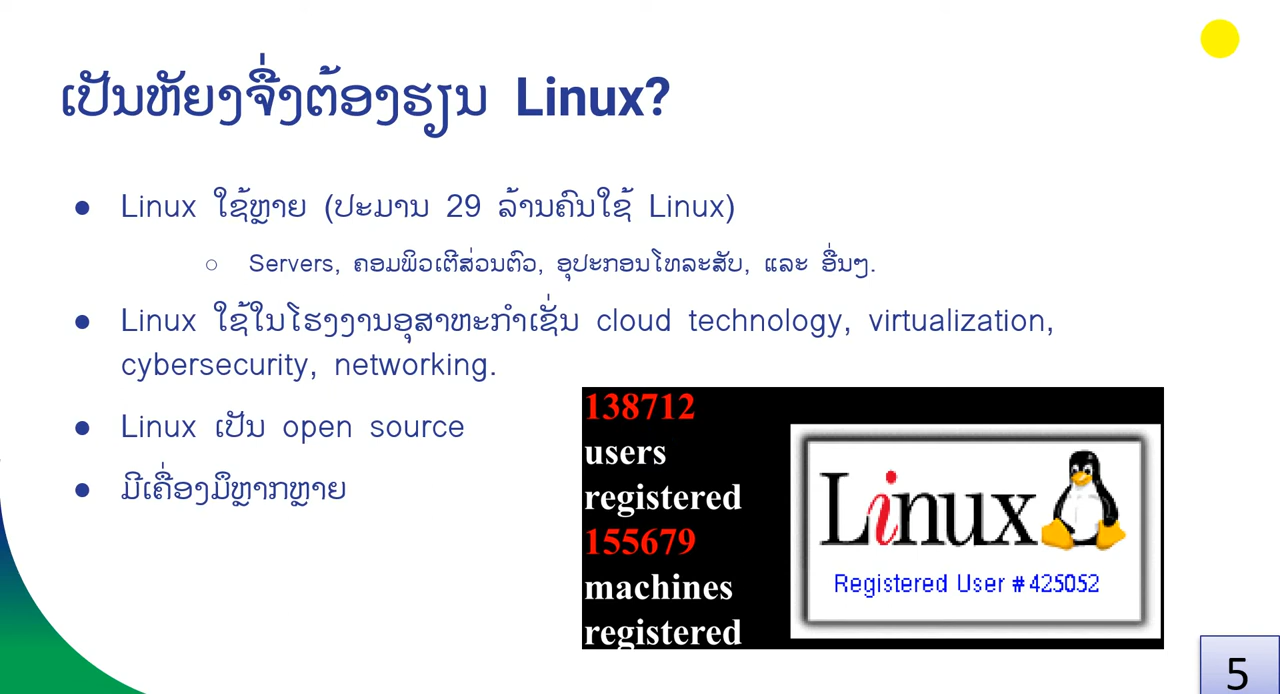 ເປັນຫັຍງຈື່ງຕ້ອງຮຽນ Linux?
● Linux ໃຊ້ຫຼາຍ (ປະມານ 29 ລ້ານຄົນໃຊ້ Linux)
○ Servers, ຄອມພິວເຕີສ່ວນຕົວ, ອຸປະກອນໂທລະສັບ, ແລະ ອື່ນໆ.
● Linux ໃຊ້ໃນໂຮງງານອຸສາຫະກຳເຊັ່ນ cloud technology, virtualization,
cybersecurity, networking.
● Linux ເປັນ open source
● ມີເຄື່ອງມຶຫຼາກຫຼາຍ
138712
users
registered
155679
machines
registered
Linux
Registered User #425052
5